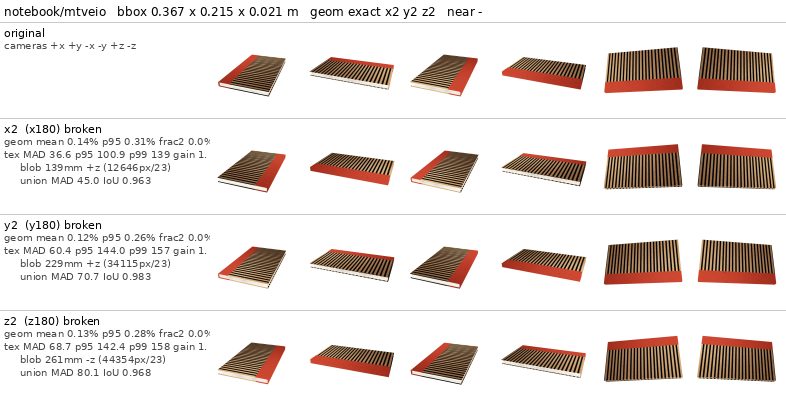 notebook/mtveio bbox 0.367 x 0.215 x 0.021 m geom exact x2 y2 z2 near -
original
cameras +x +y -x -y +z -z
x2 (x180) broken
geom mean 0.14% p95 0.31% frac2 0.0%
tex MAD 36.6 p95 100.9 p99 139 gain 1.
blob 139mm +z (12646px/23)
union MAD 45.0 IoU 0.963
y2 (y180) broken
geom mean 0.12% p95 0.26% frac2 0.0%
tex MAD 60.4 p95 144.0 p99 157 gain 1.
blob 229mm +z (34115px/23)
union MAD 70.7 IoU 0.983
z2 (z180) broken
geom mean 0.13% p95 0.28% frac2 0.0%
tex MAD 68.7 p95 142.4 p99 158 gain 1.
blob 261mm -z (44354px/23)
union MAD 80.1 IoU 0.968